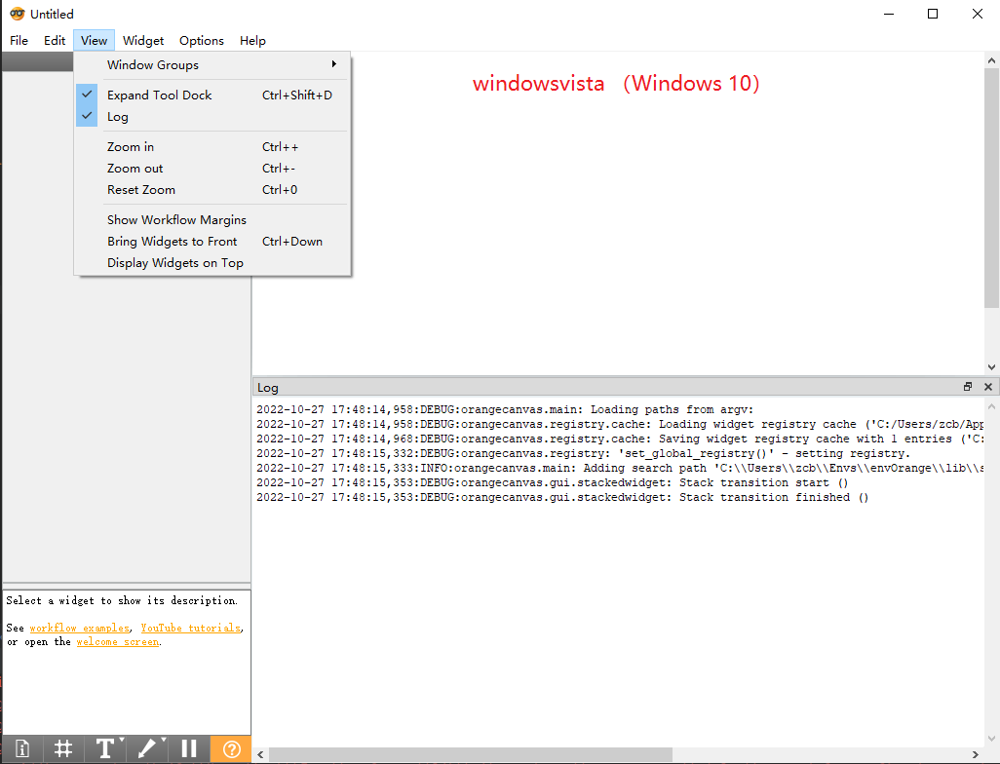 Untitled
File Edit View Widget Options Help
Window Groups
Expand Tool Dock Ctrl+Shift+D
Log
Zoom in Ctrl++
Zoom out Ctrl+-
Reset Zoom Ctrl+0
Show Workflow Margins
Bring Widgets to Front Ctrl+Down
Display Widgets on Top
windowsvista （Windows 10）
Log
2022-10-27 17:48:14,958:DEBUG:orangecanvas.main: Loading paths from argv:
2022-10-27 17:48:14,958:DEBUG:orangecanvas.registry.cache: Loading widget registry cache ('C:/Users/zcb/App
2022-10-27 17:48:14,968:DEBUG:orangecanvas.registry.cache: Saving widget registry cache with 1 entries ('C:
2022-10-27 17:48:15,332:DEBUG:orangecanvas.registry: 'set_global_registry()' - setting registry.
2022-10-27 17:48:15,333:INFO:orangecanvas.main: Adding search path 'C:\\Users\\zcb\\Envs\\envOrange\\lib\\s
2022-10-27 17:48:15,353:DEBUG:orangecanvas.gui.stackedwidget: Stack transition start ()
2022-10-27 17:48:15,353:DEBUG:orangecanvas.gui.stackedwidget: Stack transition finished ()
Select a widget to show its description.
See workflow examples, YouTube tutorials,
or open the welcome screen.